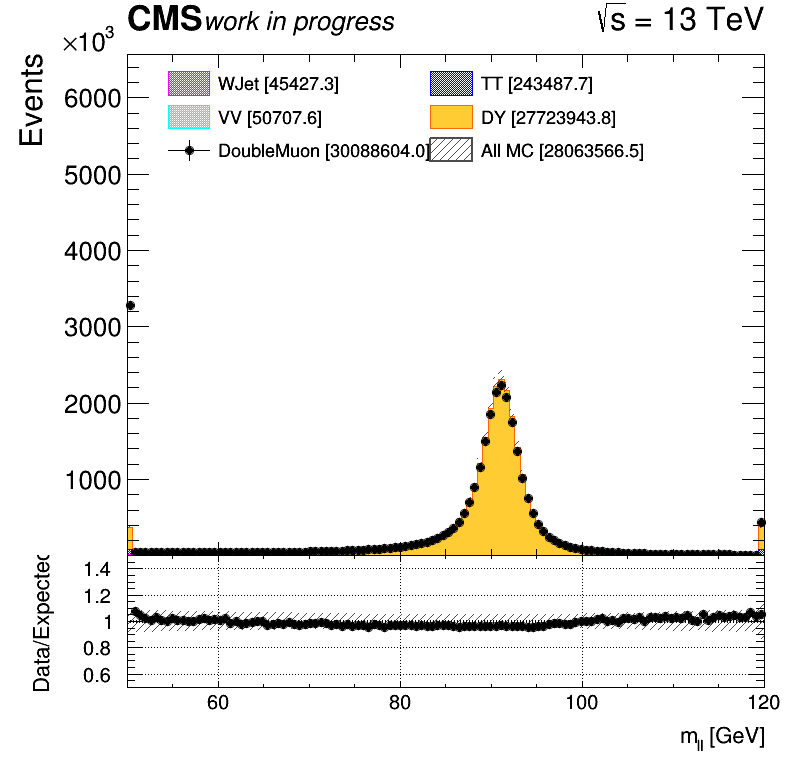 CMS work in progress √s = 13 TeV
×10³
Events
WJet [45427.3] TT [243487.7]
VV [50707.6] DY [27723943.8]
DoubleMuon [30088604.0] All MC [28063566.5]
6000
5000
4000
3000
2000
1000
Data/Expected
1.4
1.2
1
0.8
0.6
60 80 100 120
m_ll [GeV]